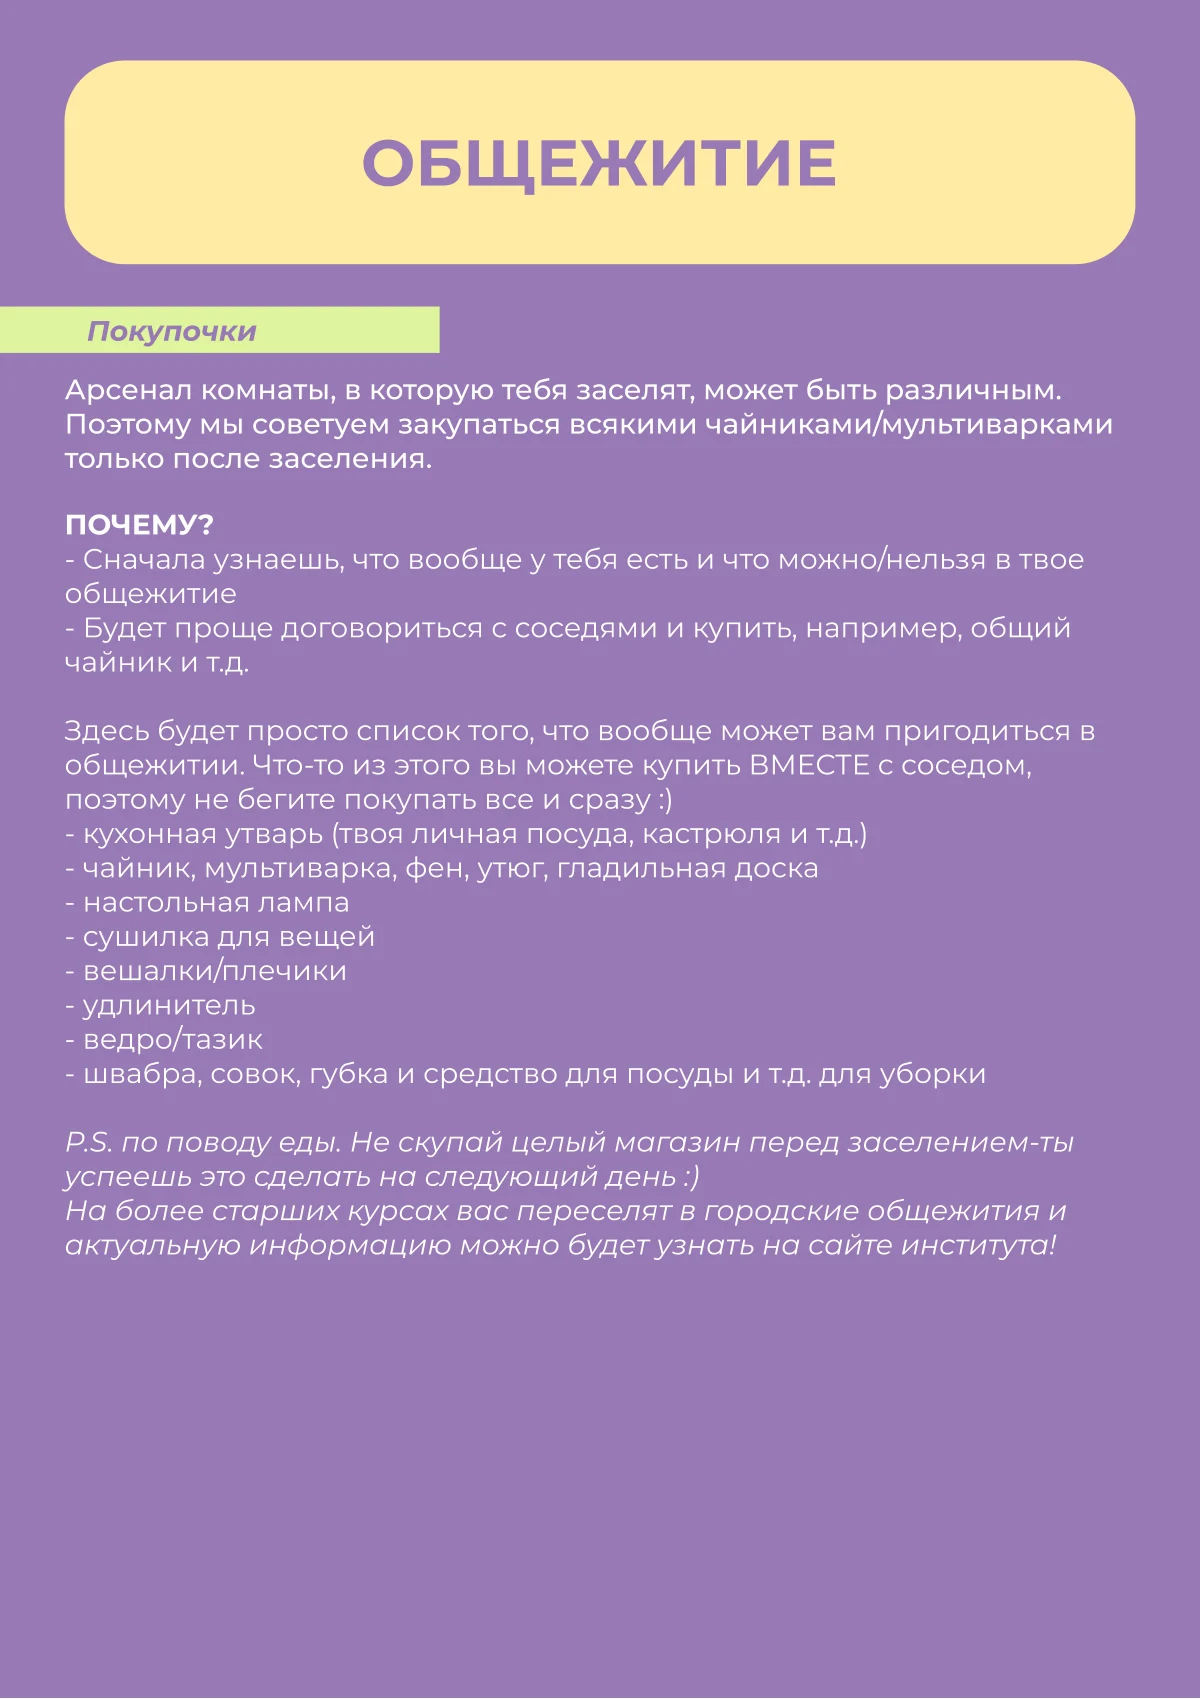 ОБЩЕЖИТИЕ
Покупочки
Арсенал комнаты, в которую тебя заселят, может быть различным.
Поэтому мы советуем закупаться всякими чайниками/мультиварками
только после заселения.
ПОЧЕМУ?
- Сначала узнаешь, что вообще у тебя есть и что можно/нельзя в твое
общежитие
- Будет проще договориться с соседями и купить, например, общий
чайник и т.д.
Здесь будет просто список того, что вообще может вам пригодиться в
общежитии. Что-то из этого вы можете купить ВМЕСТЕ с соседом,
поэтому не бегите покупать все и сразу :)
- кухонная утварь (твоя личная посуда, кастрюля и т.д.)
- чайник, мультиварка, фен, утюг, гладильная доска
- настольная лампа
- сушилка для вещей
- вешалки/плечики
- удлинитель
- ведро/тазик
- швабра, совок, губка и средство для посуды и т.д. для уборки
P.S. по поводу еды. Не скупай целый магазин перед заселением-ты
успеешь это сделать на следующий день :)
На более старших курсах вас переселят в городские общежития и
актуальную информацию можно будет узнать на сайте института!